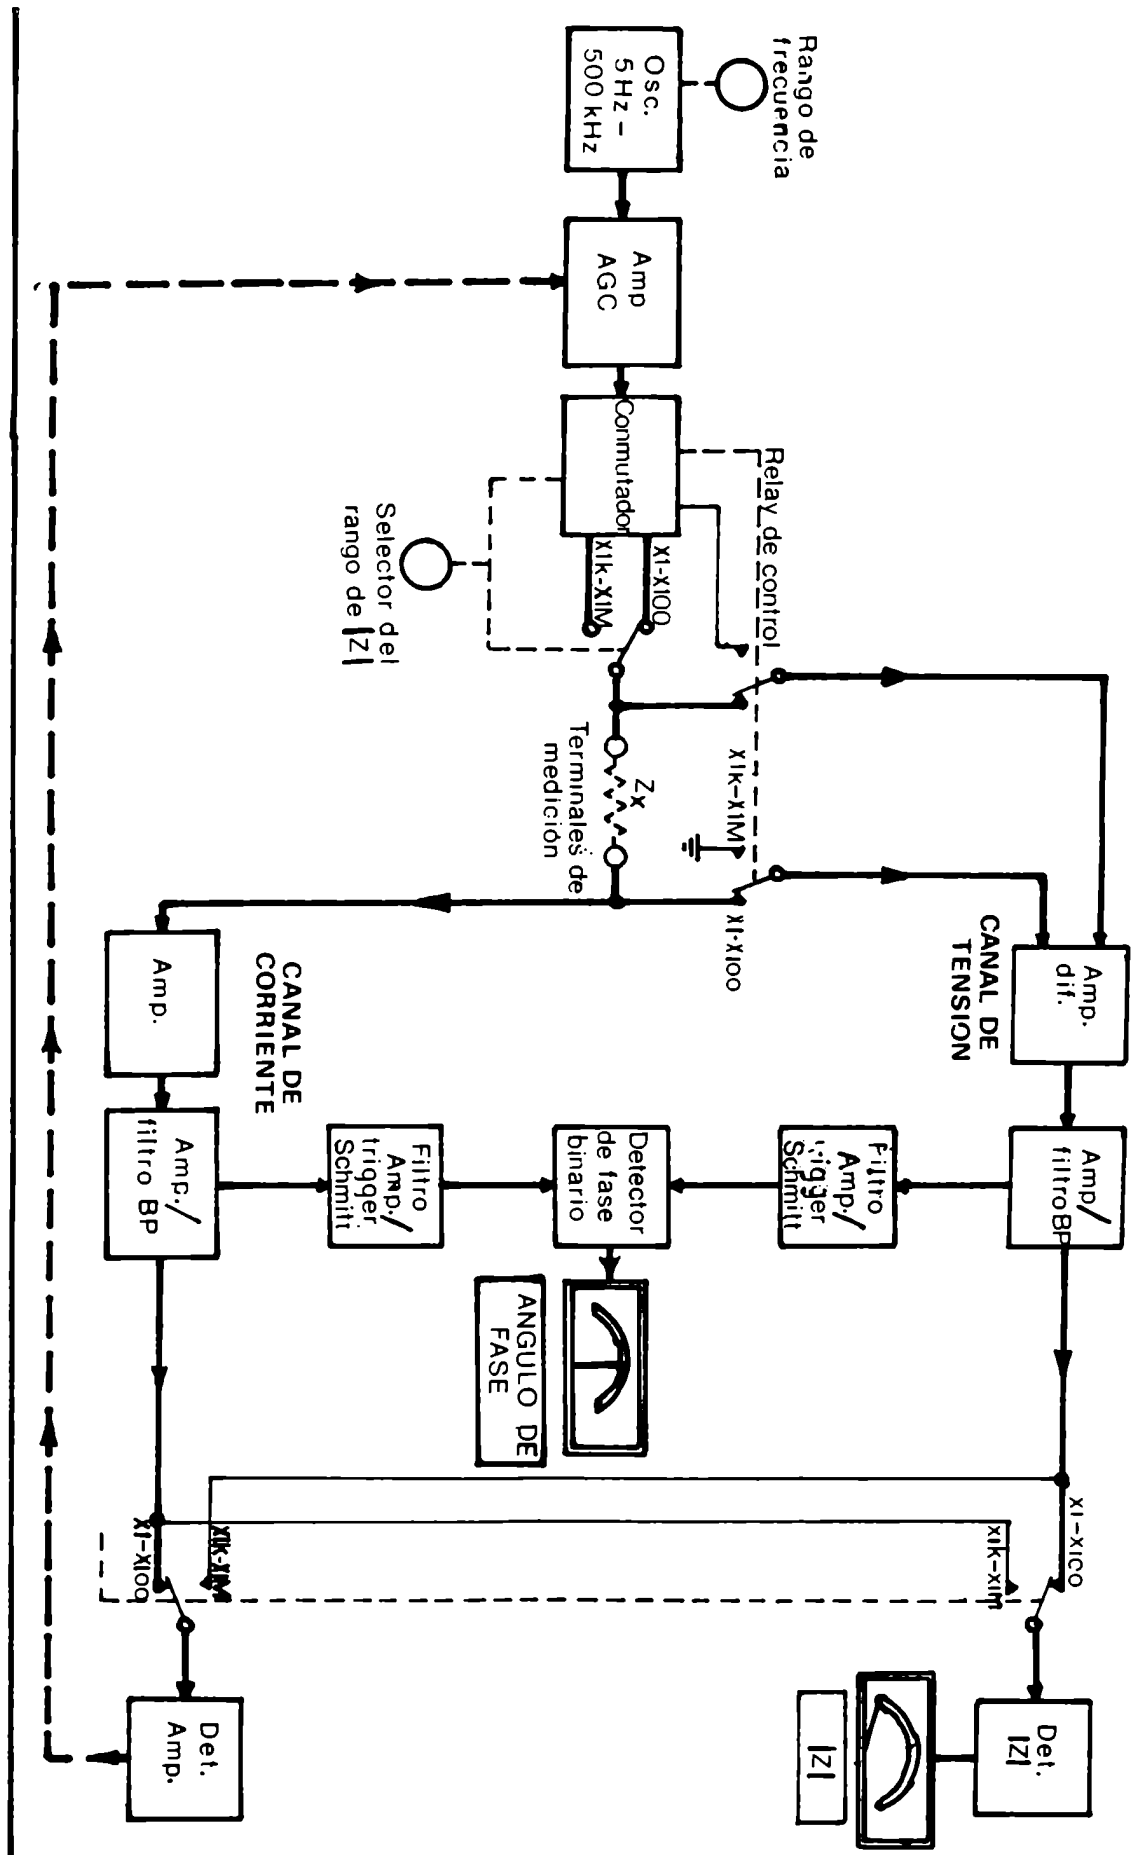 Rango de
frecuencia
Osc.
5 Hz –
500 kHz
Amp
AGC
Conmutador
Relay de control
X1-X100
X1k-X1M
Selector del
rango de |Z|
Zx
Terminales de
medición
X1k-X1M
X1-X100
CANAL DE
TENSION
Amp.
dif.
Amp/
filtro BP
Filtro
Amp./
trigger
Schmitt
Detector
de fase
binario
Filtro
Amp./
trigger
Schmitt
CANAL DE
CORRIENTE
Amp.
Amp./
filtro BP
ANGULO DE
FASE
X1-X100
X1k-X1M
X1k-X1M
X1-X100
Det.
|Z|
|Z|
Det.
Amp.